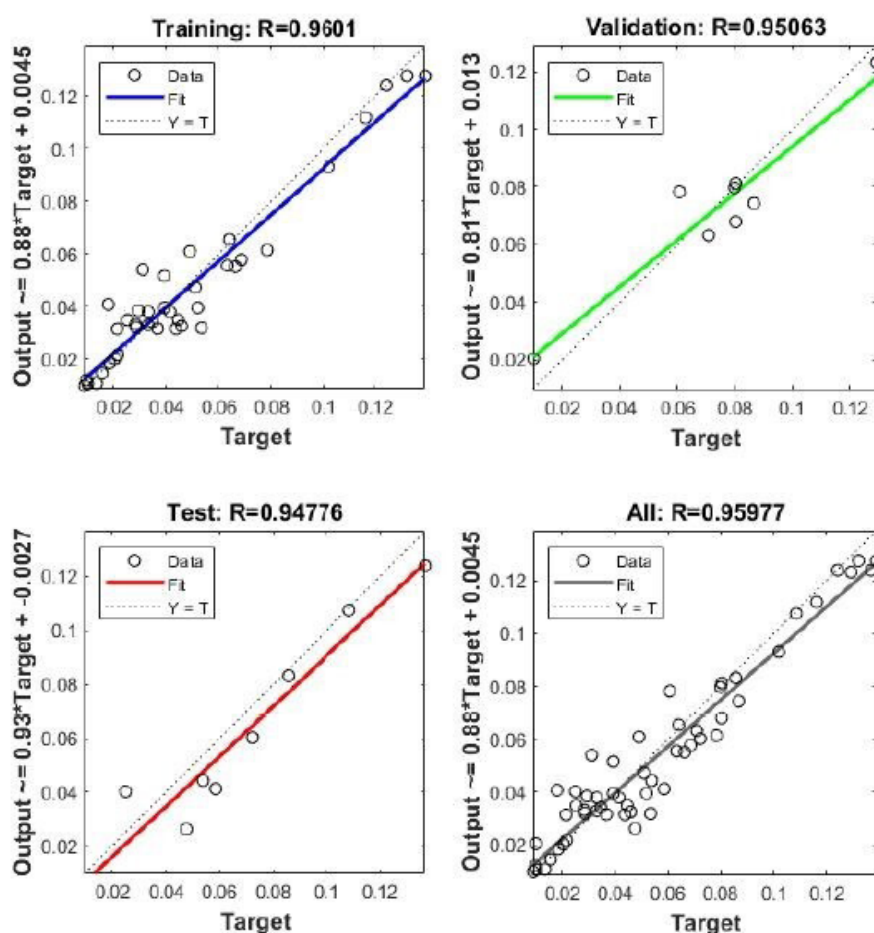 Training: R=0.9601
Output ~= 0.88*Target + 0.0045
Data
Fit
Y = T
0.12
0.1
0.08
0.06
0.04
0.02
0.02 0.04 0.06 0.08 0.1 0.12
Target
Validation: R=0.95063
Output ~= 0.81*Target + 0.013
Data
Fit
Y = T
0.12
0.1
0.08
0.06
0.04
0.02
0.02 0.04 0.06 0.08 0.1 0.12
Target
Test: R=0.94776
Output ~= 0.93*Target + -0.0027
Data
Fit
Y = T
0.12
0.1
0.08
0.06
0.04
0.02
0.02 0.04 0.06 0.08 0.1 0.12
Target
All: R=0.95977
Output ~= 0.88*Target + 0.0045
Data
Fit
Y = T
0.12
0.1
0.08
0.06
0.04
0.02
0.02 0.04 0.06 0.08 0.1 0.12
Target